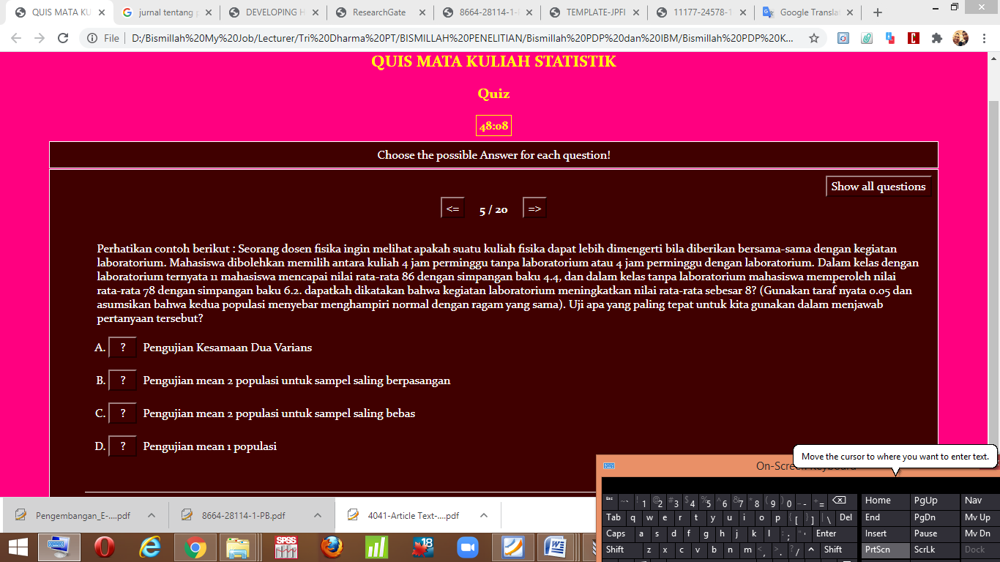 QUIS MATA KU
jurnal tentang p
DEVELOPING H
ResearchGate
8664-28114-1-
TEMPLATE-JPFI
11177-24578-1
Google Transla
File
D:/Bismillah%20My%20Job/Lecturer/Tri%20Dharma%20PT/BISMILLAH%20PENELITIAN/Bismillah%20PDP%20dan%20IBM/Bismillah%20PDP%20K...
QUIS MATA KULIAH STATISTIK
Quiz
48:08
Choose the possible Answer for each question!
Show all questions
<= 5 / 20 =>
Perhatikan contoh berikut : Seorang dosen fisika ingin melihat apakah suatu kuliah fisika dapat lebih dimengerti bila diberikan bersama-sama dengan kegiatan
laboratorium. Mahasiswa dibolehkan memilih antara kuliah 4 jam perminggu tanpa laboratorium atau 4 jam perminggu dengan laboratorium. Dalam kelas dengan
laboratorium ternyata 11 mahasiswa mencapai nilai rata-rata 86 dengan simpangan baku 4.4, dan dalam kelas tanpa laboratorium mahasiswa memperoleh nilai
rata-rata 78 dengan simpangan baku 6.2. dapatkah dikatakan bahwa kegiatan laboratorium meningkatkan nilai rata-rata sebesar 8? (Gunakan taraf nyata 0.05 dan
asumsikan bahwa kedua populasi menyebar menghampiri normal dengan ragam yang sama). Uji apa yang paling tepat untuk kita gunakan dalam menjawab
pertanyaan tersebut?
A. ? Pengujian Kesamaan Dua Varians
B. ? Pengujian mean 2 populasi untuk sampel saling berpasangan
C. ? Pengujian mean 2 populasi untuk sampel saling bebas
D. ? Pengujian mean 1 populasi
Move the cursor to where you want to enter text.
On-Screen Keyboard
Esc ~ ` ! 1 @ 2 # 3 $ 4 % 5 ^ 6 & 7 * 8 ( 9 ) 0 _ - + = Home PgUp Nav
Tab q w e r t y u i o p { [ } ] | \ Del End PgDn Mv Up
Caps a s d f g h j k l : ; " ' Enter Insert Pause Mv Dn
Shift z x c v b n m < , > . ? / ^ Shift PrtScn ScrLk Dock
Pengembangan_E-....pdf
8664-28114-1-PB.pdf
4041-Article Text-....pdf
SPSS
18